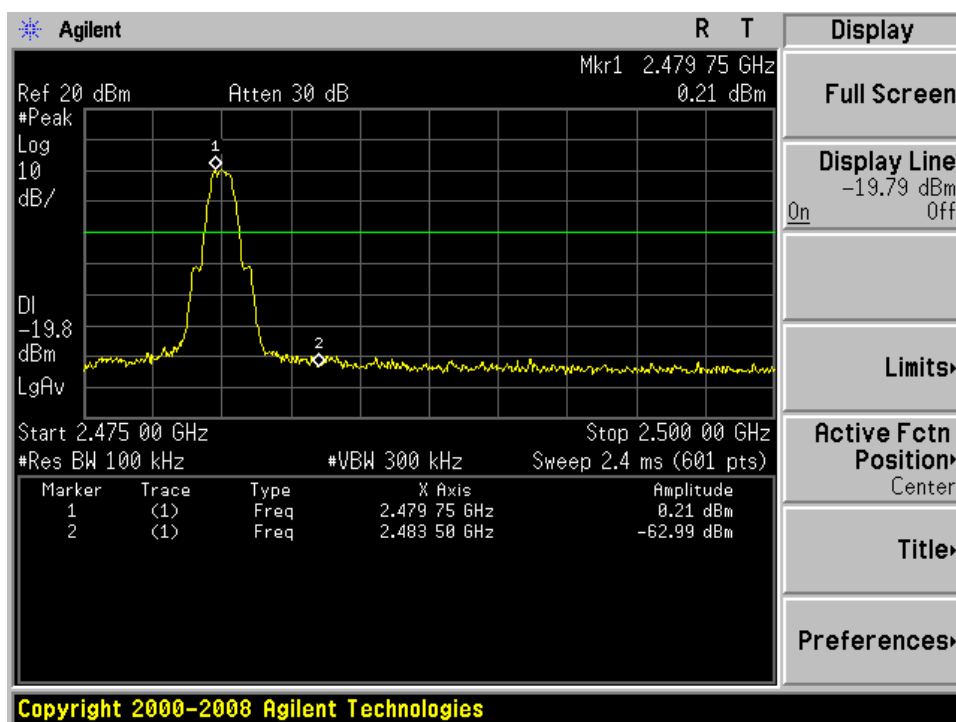 Agilent R T
Mkr1 2.479 75 GHz
Ref 20 dBm Atten 30 dB 0.21 dBm
#Peak
Log
10
dB/
1
2
DI
-19.8
dBm
LgAv
Start 2.475 00 GHz Stop 2.500 00 GHz
#Res BW 100 kHz #VBW 300 kHz Sweep 2.4 ms (601 pts)
Marker Trace Type X Axis Amplitude
1 (1) Freq 2.479 75 GHz 0.21 dBm
2 (1) Freq 2.483 50 GHz -62.99 dBm
Display
Full Screen
Display Line
-19.79 dBm
On Off
Limits
Active Fctn
Position
Center
Title
Preferences
Copyright 2000-2008 Agilent Technologies